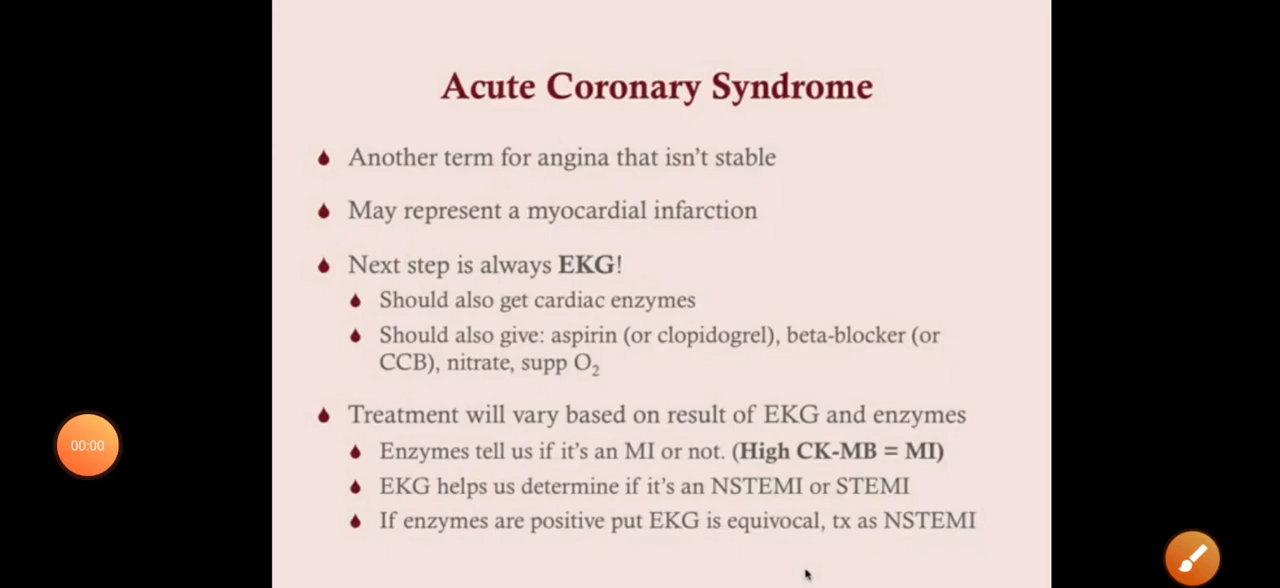 Acute Coronary Syndrome
Another term for angina that isn't stable
May represent a myocardial infarction
Next step is always EKG!
Should also get cardiac enzymes
Should also give: aspirin (or clopidogrel), beta-blocker (or
CCB), nitrate, supp O₂
Treatment will vary based on result of EKG and enzymes
Enzymes tell us if it's an MI or not. (High CK-MB = MI)
EKG helps us determine if it's an NSTEMI or STEMI
If enzymes are positive put EKG is equivocal, tx as NSTEMI
00:00